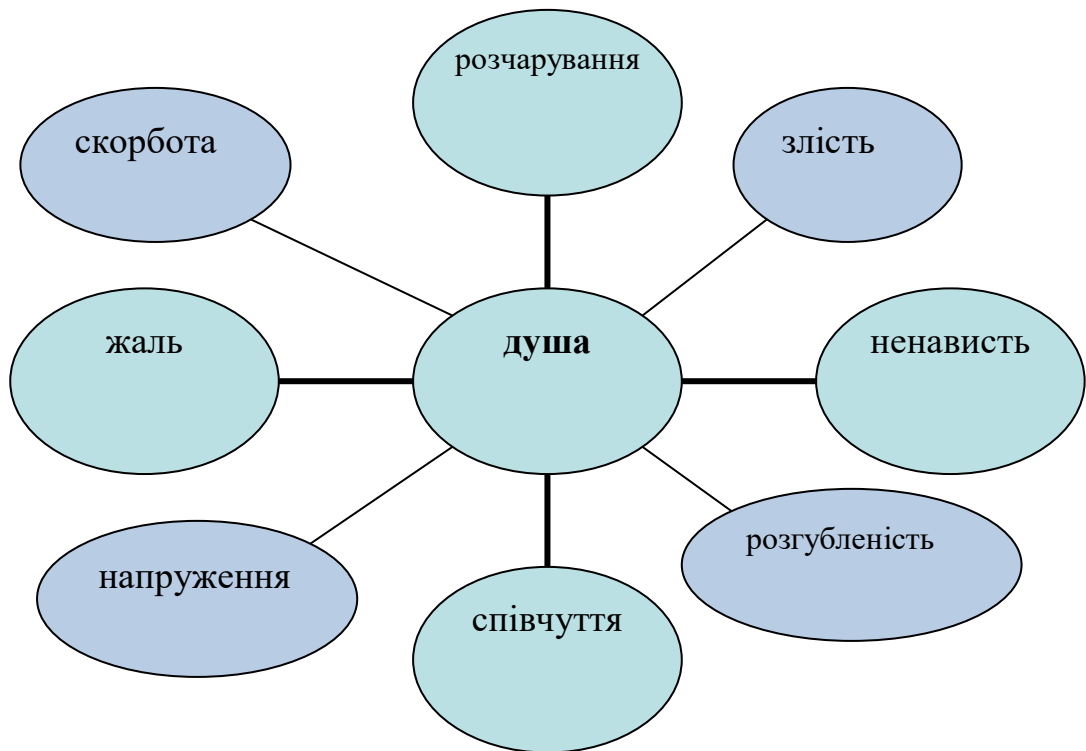 розчарування
скорбота
злість
жаль
душа
ненависть
розгубленість
напруження
співчуття